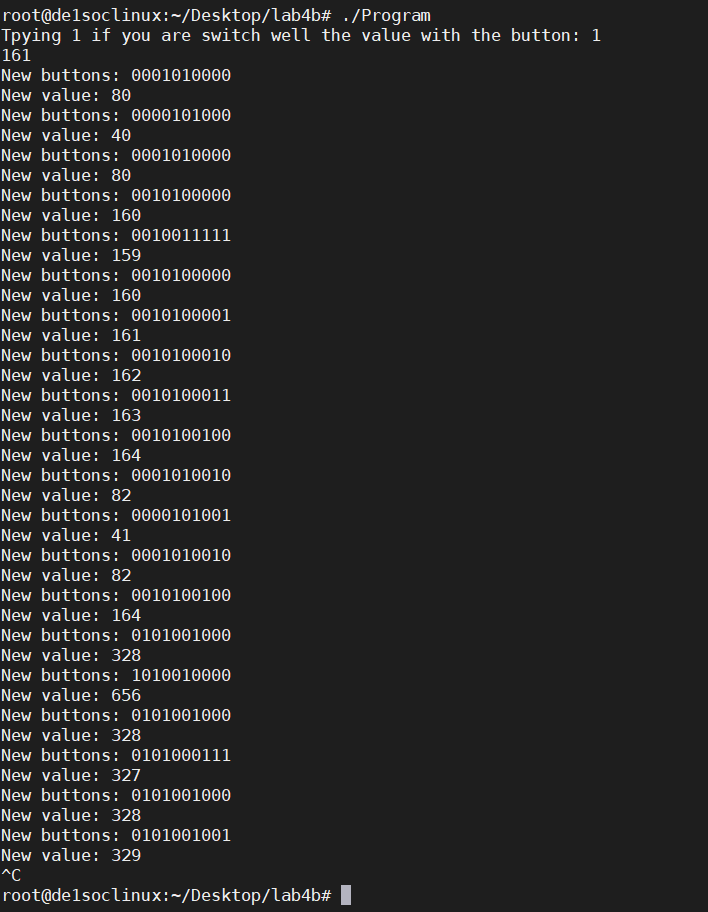 root@de1soclinux:~/Desktop/lab4b# ./Program
Tpying 1 if you are switch well the value with the button: 1
161
New buttons: 0001010000
New value: 80
New buttons: 0000101000
New value: 40
New buttons: 0001010000
New value: 80
New buttons: 0010100000
New value: 160
New buttons: 0010011111
New value: 159
New buttons: 0010100000
New value: 160
New buttons: 0010100001
New value: 161
New buttons: 0010100010
New value: 162
New buttons: 0010100011
New value: 163
New buttons: 0010100100
New value: 164
New buttons: 0001010010
New value: 82
New buttons: 0000101001
New value: 41
New buttons: 0001010010
New value: 82
New buttons: 0010100100
New value: 164
New buttons: 0101001000
New value: 328
New buttons: 1010010000
New value: 656
New buttons: 0101001000
New value: 328
New buttons: 0101000111
New value: 327
New buttons: 0101001000
New value: 328
New buttons: 0101001001
New value: 329
^C
root@de1soclinux:~/Desktop/lab4b#